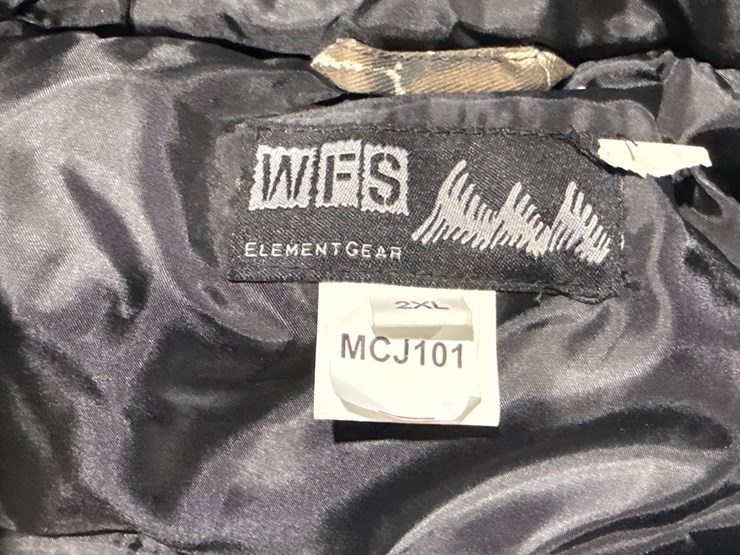 WFS
ELEMENTGEAR
2XL
MCJ101